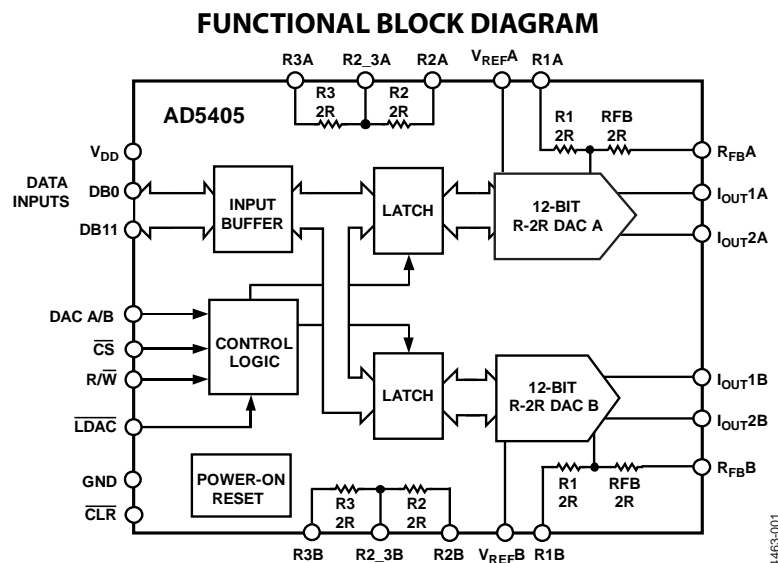 FUNCTIONAL BLOCK DIAGRAM
R3A R2_3A R2A VREFA R1A
AD5405
R3
2R
R2
2R
R1
2R
RFB
2R
VDD
RFBA
DATA
INPUTS
DB0
DB11
INPUT
BUFFER
LATCH
12-BIT
R-2R DAC A
IOUT1A
IOUT2A
DAC A/B
CS
R/W
LDAC
CONTROL
LOGIC
LATCH
12-BIT
R-2R DAC B
IOUT1B
IOUT2B
RFBB
GND
CLR
POWER-ON
RESET
R3
2R
R2
2R
R1
2R
RFB
2R
R3B R2_3B R2B VREFB R1B
4463-001